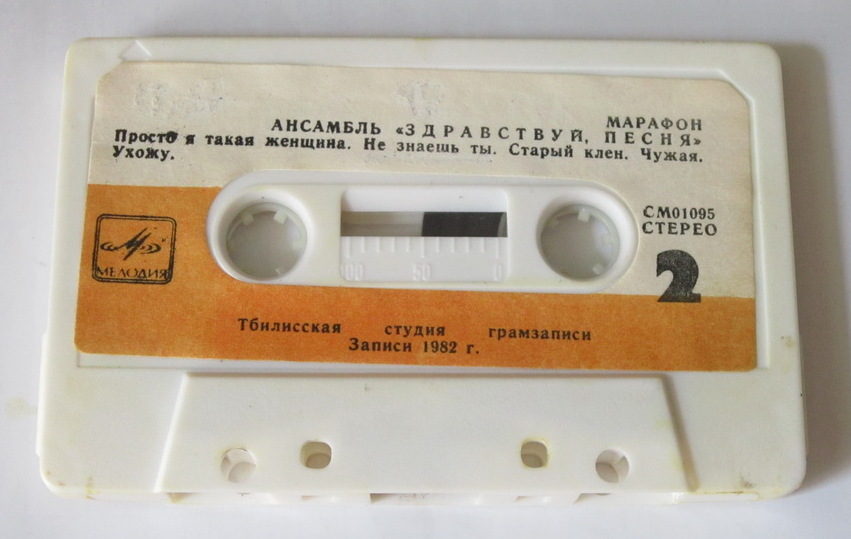 МАРАФОН
АНСАМБЛЬ «ЗДРАВСТВУЙ, ПЕСНЯ»
Просто я такая женщина. Не знаешь ты. Старый клен. Чужая.
Ухожу.
СМ01095
СТЕРЕО
2
МЕЛОДИЯ
100 50 0
Тбилисская студия грамзаписи
Записи 1982 г.